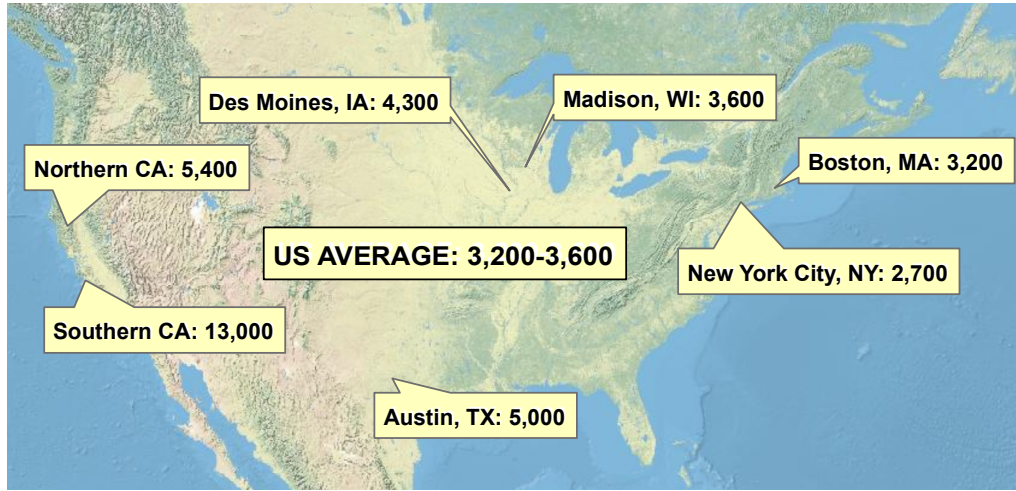 Des Moines, IA: 4,300
Madison, WI: 3,600
Northern CA: 5,400
Boston, MA: 3,200
US AVERAGE: 3,200-3,600
New York City, NY: 2,700
Southern CA: 13,000
Austin, TX: 5,000